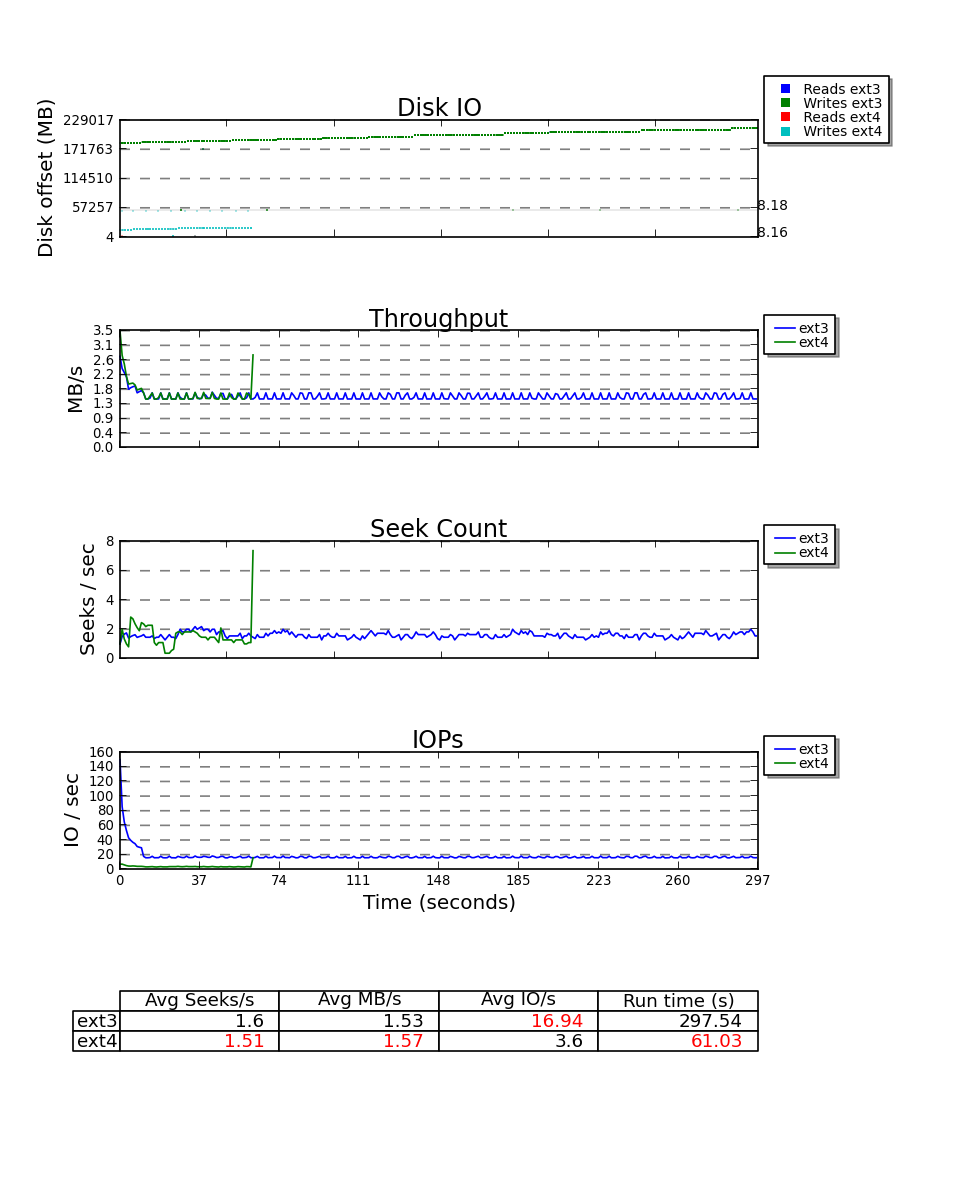 Disk IO
Disk offset (MB)
229017
171763
114510
57257
4
8.18
8.16
Reads ext3
Writes ext3
Reads ext4
Writes ext4
Throughput
MB/s
3.5
3.1
2.6
2.2
1.8
1.3
0.9
0.4
0.0
ext3
ext4
Seek Count
Seeks / sec
8
6
4
2
0
ext3
ext4
IOPs
IO / sec
160
140
120
100
80
60
40
20
0
ext3
ext4
0 37 74 111 148 185 223 260 297
Time (seconds)
Avg Seeks/s Avg MB/s Avg IO/s Run time (s)
ext3 1.6 1.53 16.94 297.54
ext4 1.51 1.57 3.6 61.03